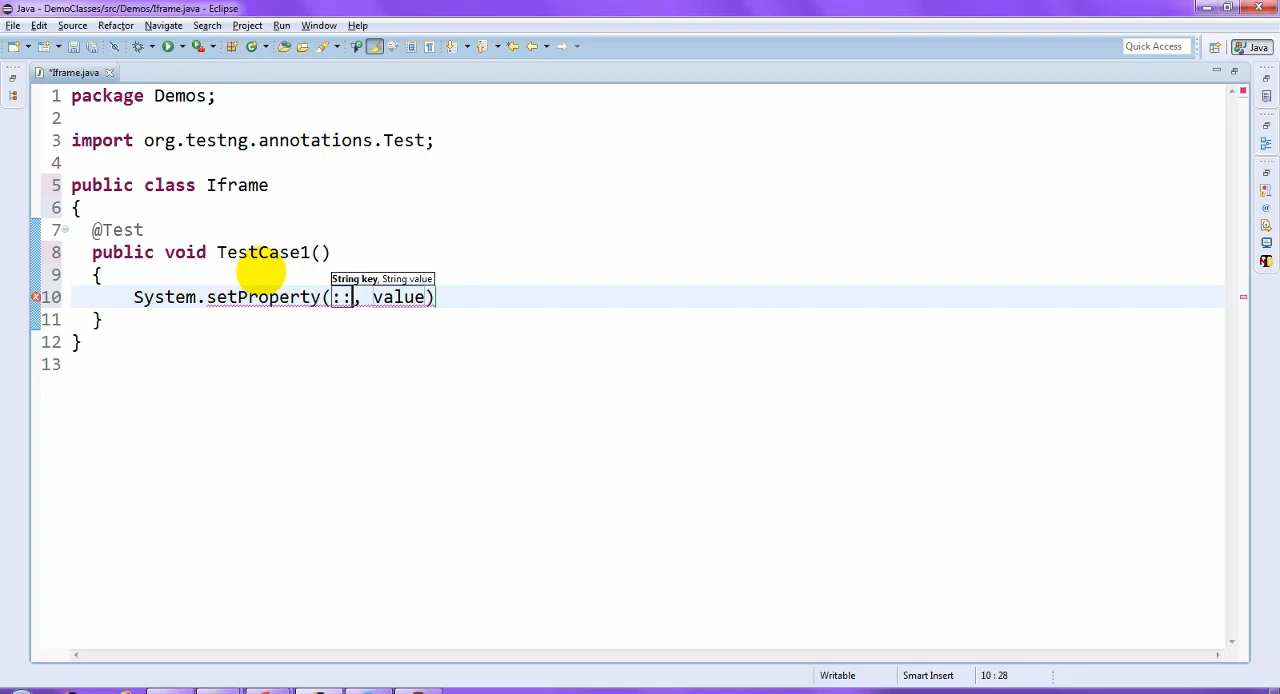 Java - DemoClasses/src/Demos/Iframe.java - Eclipse
File Edit Source Refactor Navigate Search Project Run Window Help
Quick Access Java
*Iframe.java
1 package Demos;
2
3 import org.testng.annotations.Test;
4
5 public class Iframe
6 {
7 @Test
8 public void TestCase1()
9 {
String key, String value
10 System.setProperty(::, value)
11 }
12 }
13
Writable Smart Insert 10 : 28